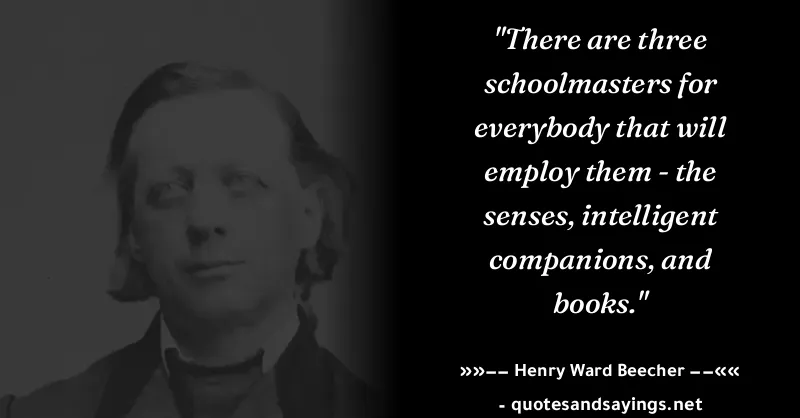 "There are three
schoolmasters for
everybody that will
employ them - the
senses, intelligent
companions, and
books."
»»–– Henry Ward Beecher ––««
- quotesandsayings.net